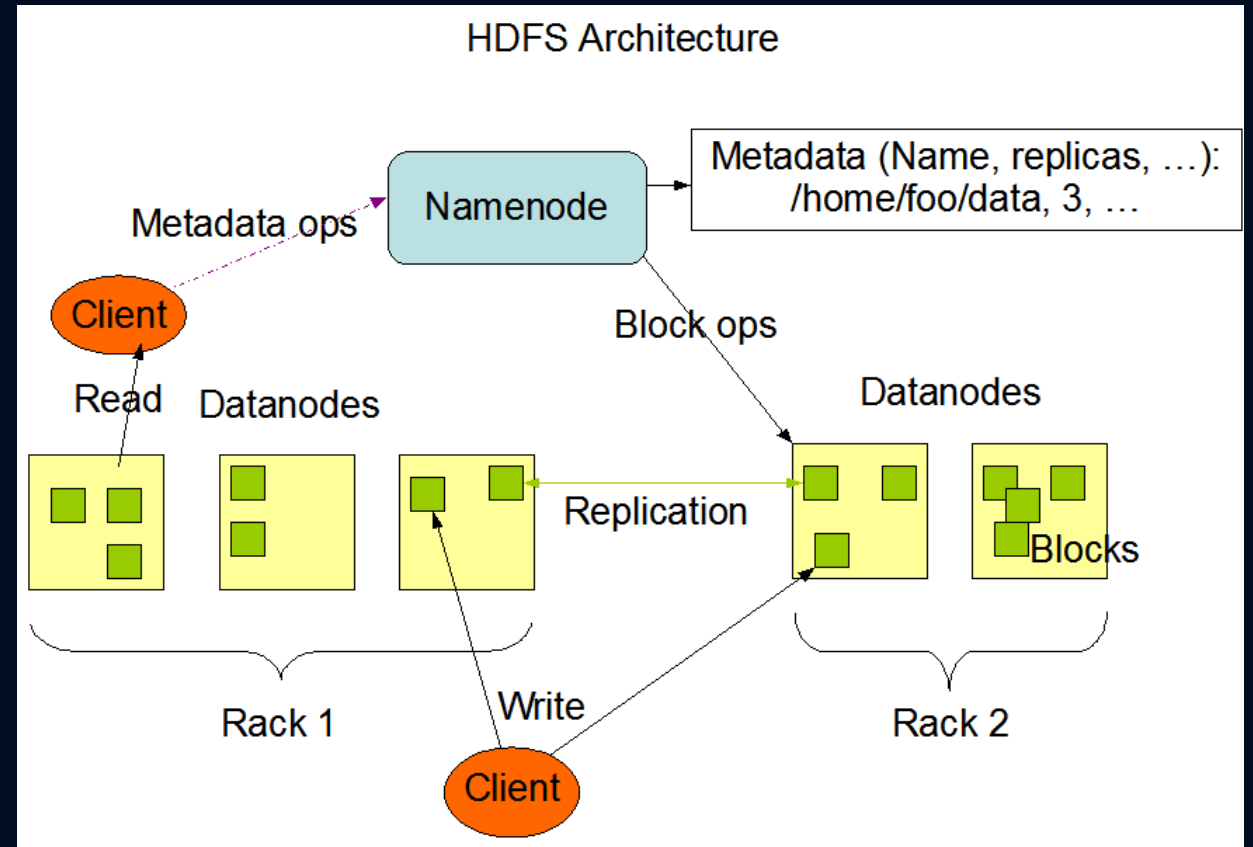 HDFS Architecture
Metadata (Name, replicas, …):
/home/foo/data, 3, …
Namenode
Metadata ops
Client
Block ops
Read
Datanodes
Datanodes
Replication
Blocks
Rack 1
Write
Rack 2
Client